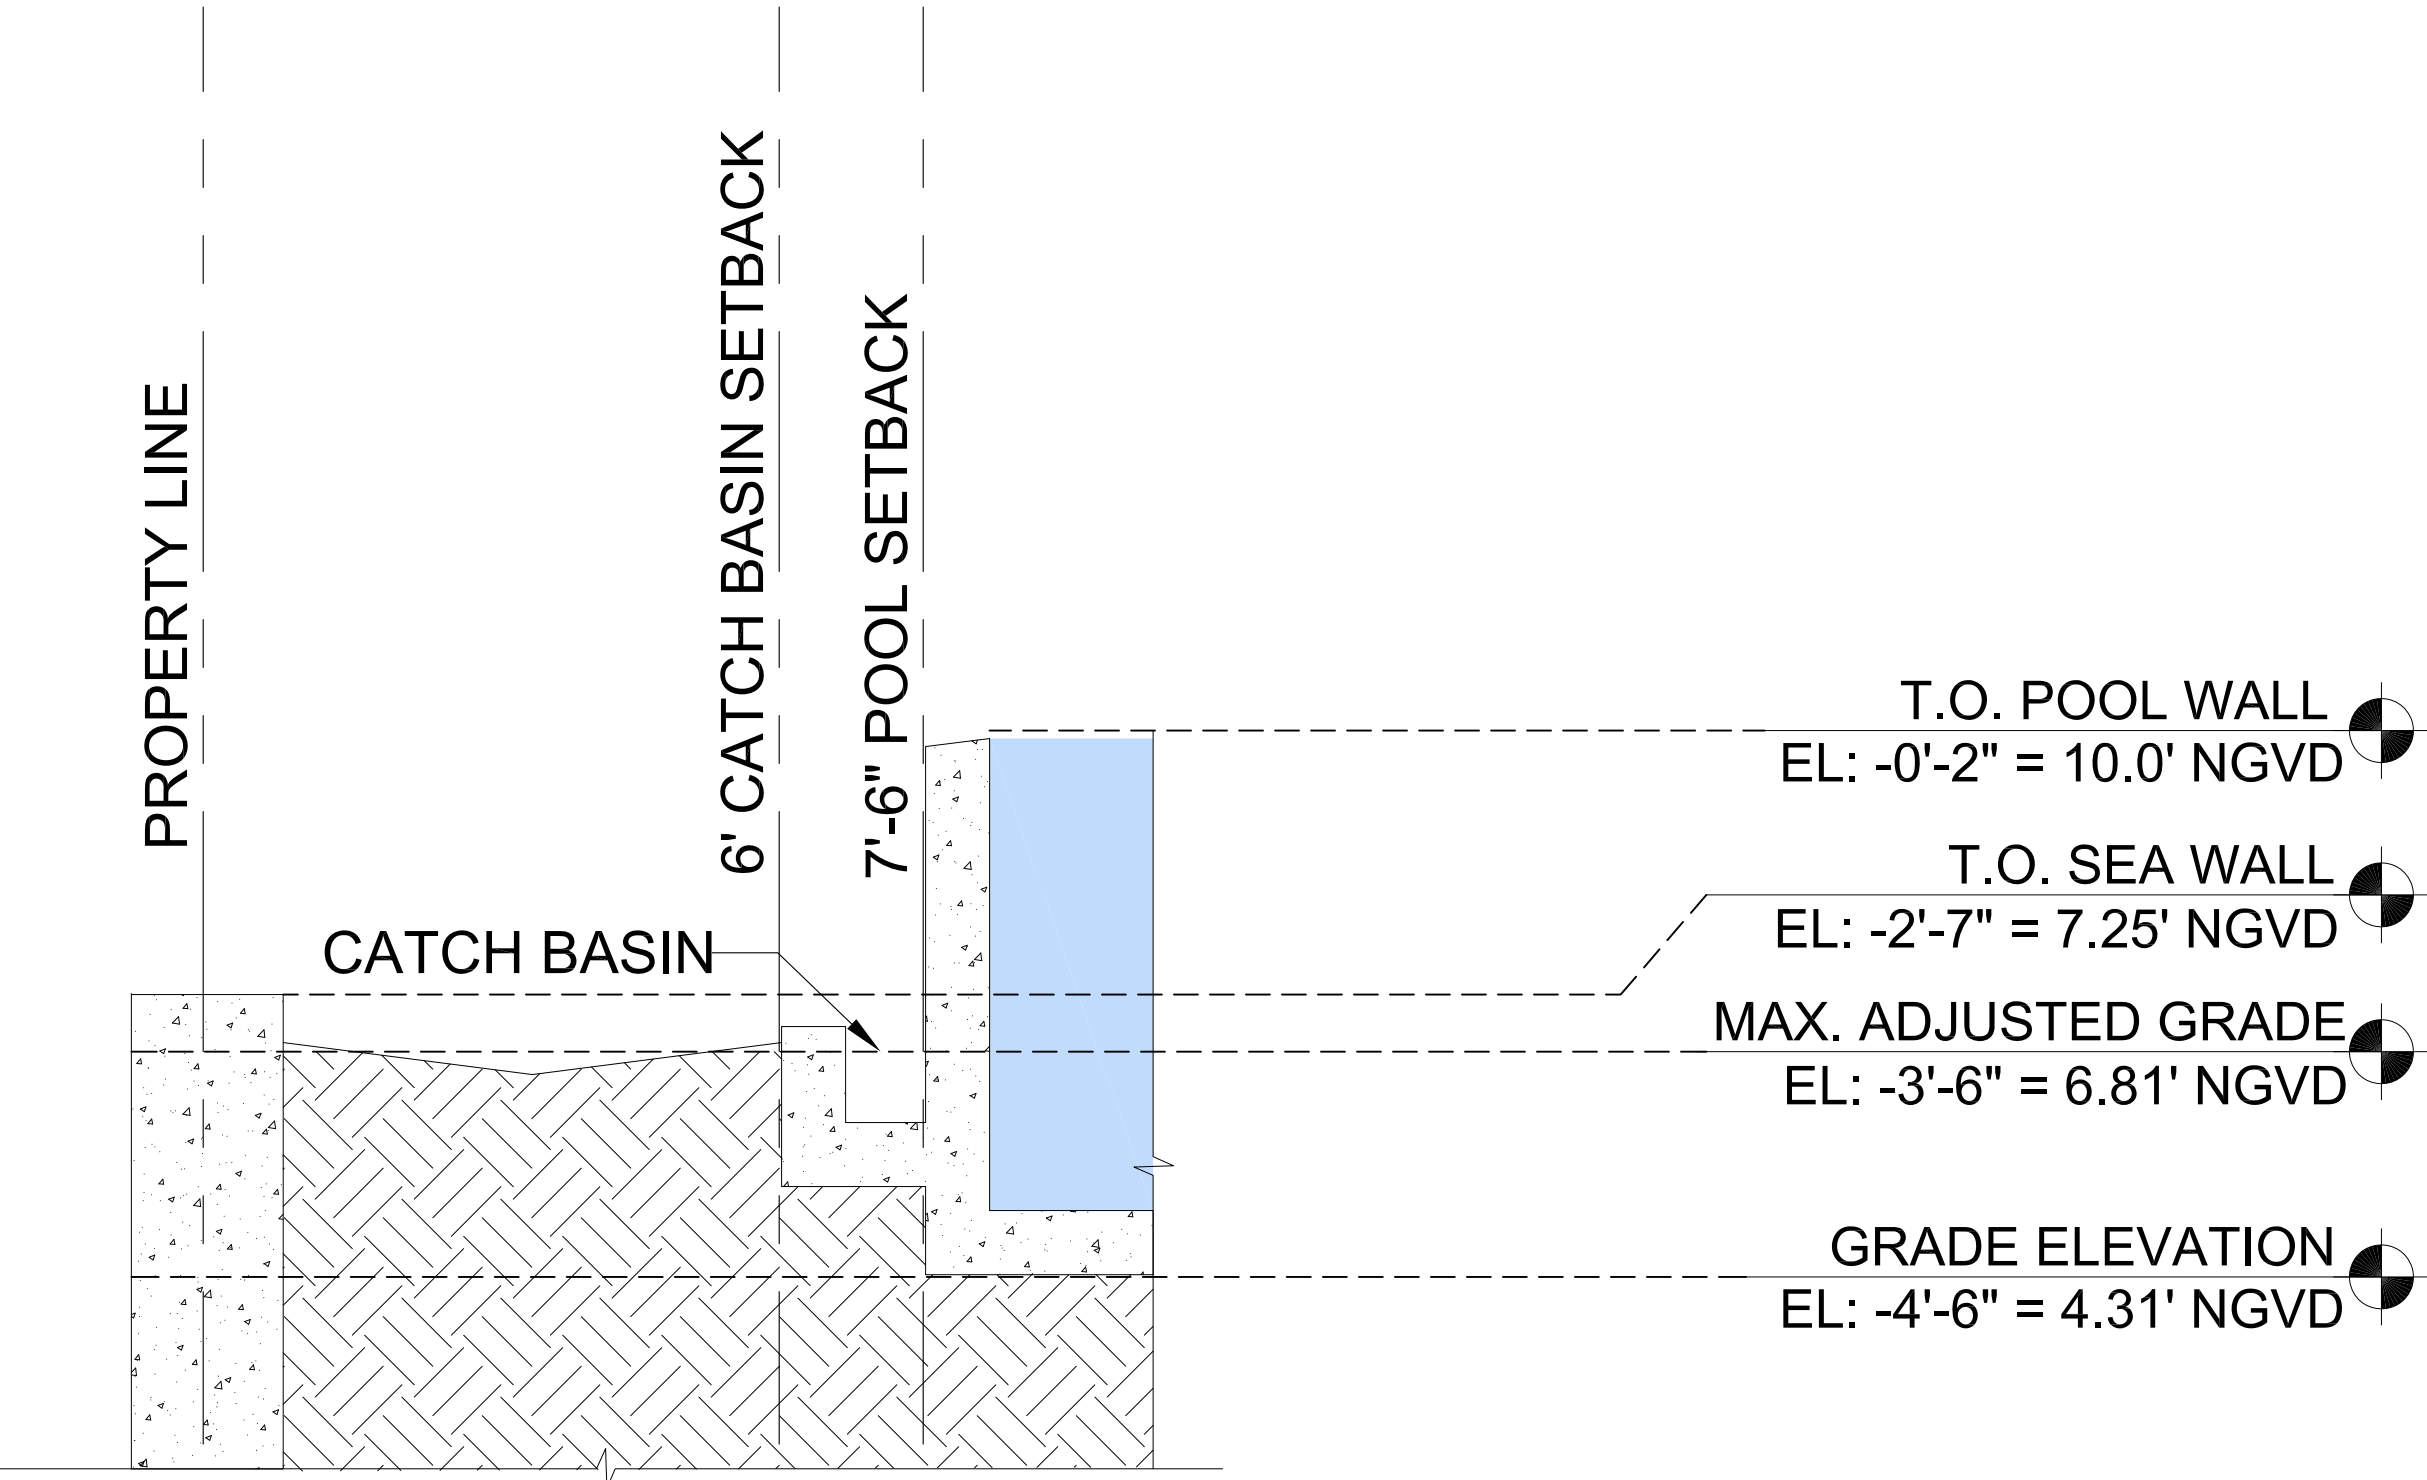 PROPERTY LINE
6' CATCH BASIN SETBACK
7'-6" POOL SETBACK
CATCH BASIN
T.O. POOL WALL
EL: -0'-2" = 10.0' NGVD
T.O. SEA WALL
EL: -2'-7" = 7.25' NGVD
MAX. ADJUSTED GRADE
EL: -3'-6" = 6.81' NGVD
GRADE ELEVATION
EL: -4'-6" = 4.31' NGVD